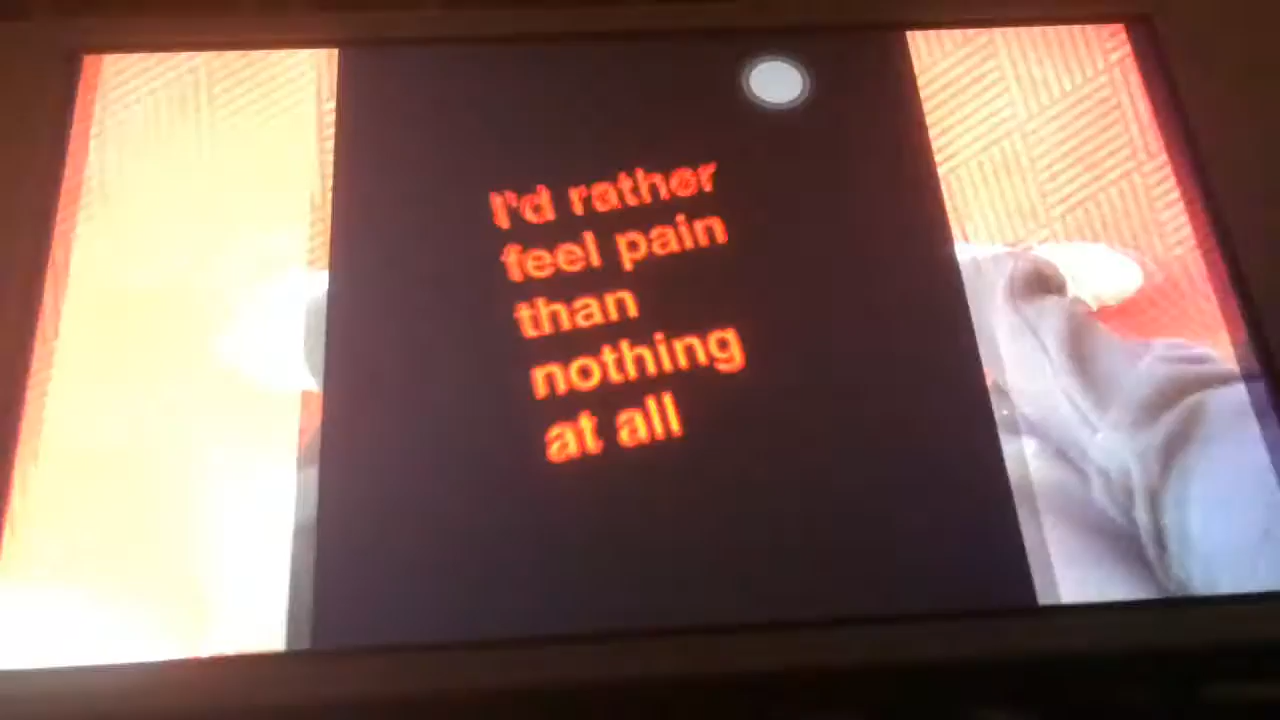 I'd rather
feel pain
than
nothing
at all